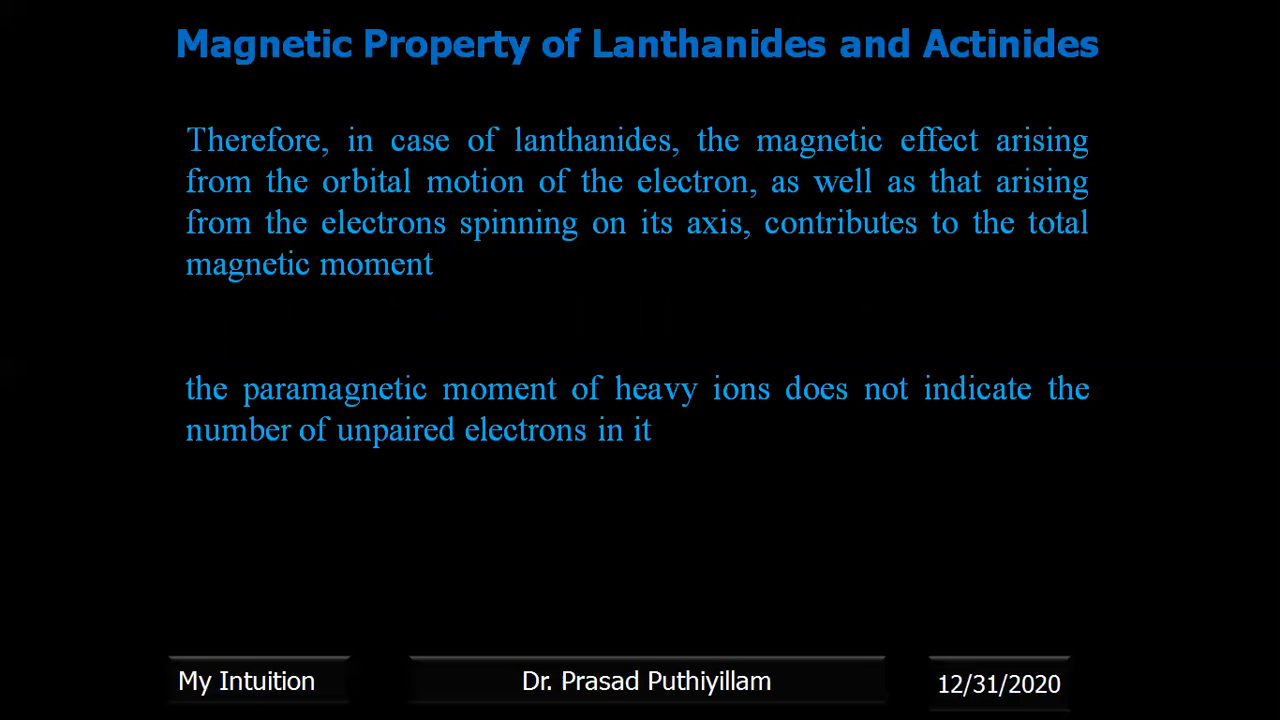 Magnetic Property of Lanthanides and Actinides
Therefore, in case of lanthanides, the magnetic effect arising
from the orbital motion of the electron, as well as that arising
from the electrons spinning on its axis, contributes to the total
magnetic moment
the paramagnetic moment of heavy ions does not indicate the
number of unpaired electrons in it
My Intuition
Dr. Prasad Puthiyillam
12/31/2020